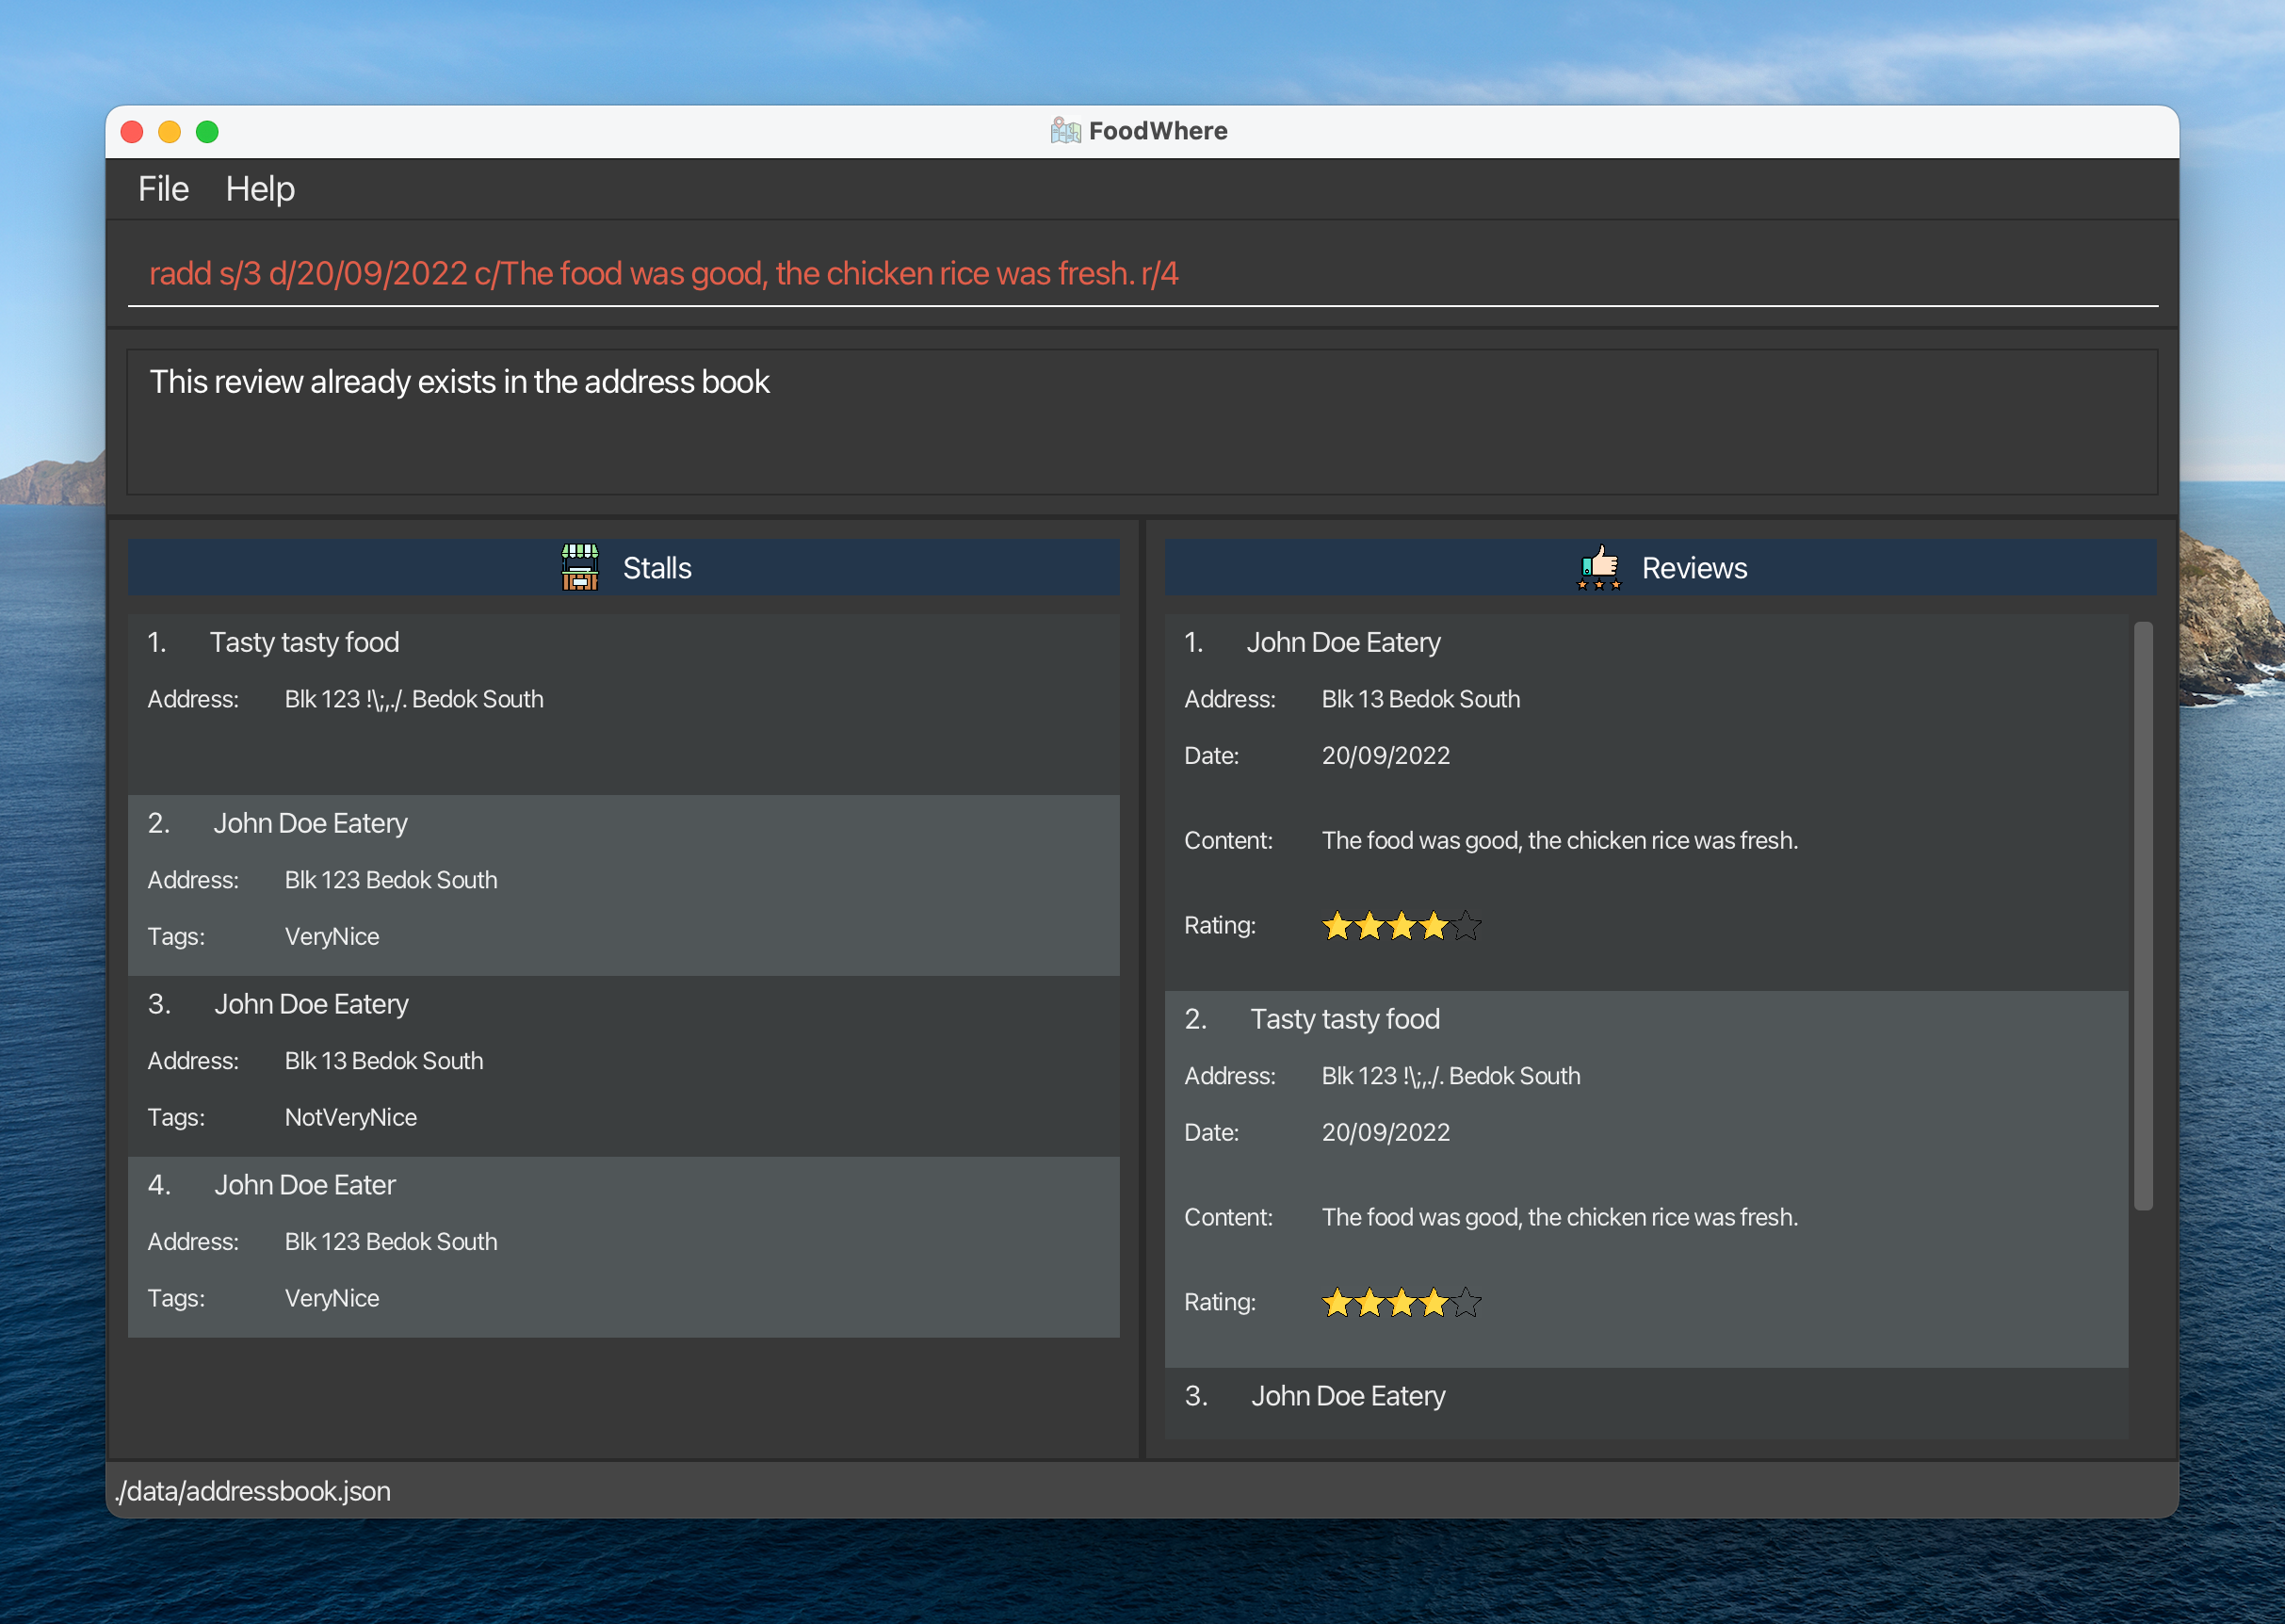 FoodWhere
File Help
radd s/3 d/20/09/2022 c/The food was good, the chicken rice was fresh. r/4
This review already exists in the address book
Stalls
1. Tasty tasty food
Address: Blk 123 !\;,./. Bedok South
2. John Doe Eatery
Address: Blk 123 Bedok South
Tags: VeryNice
3. John Doe Eatery
Address: Blk 13 Bedok South
Tags: NotVeryNice
4. John Doe Eater
Address: Blk 123 Bedok South
Tags: VeryNice
Reviews
1. John Doe Eatery
Address: Blk 13 Bedok South
Date: 20/09/2022
Content: The food was good, the chicken rice was fresh.
Rating:
2. Tasty tasty food
Address: Blk 123 !\;,./. Bedok South
Date: 20/09/2022
Content: The food was good, the chicken rice was fresh.
Rating:
3. John Doe Eatery
./data/addressbook.json